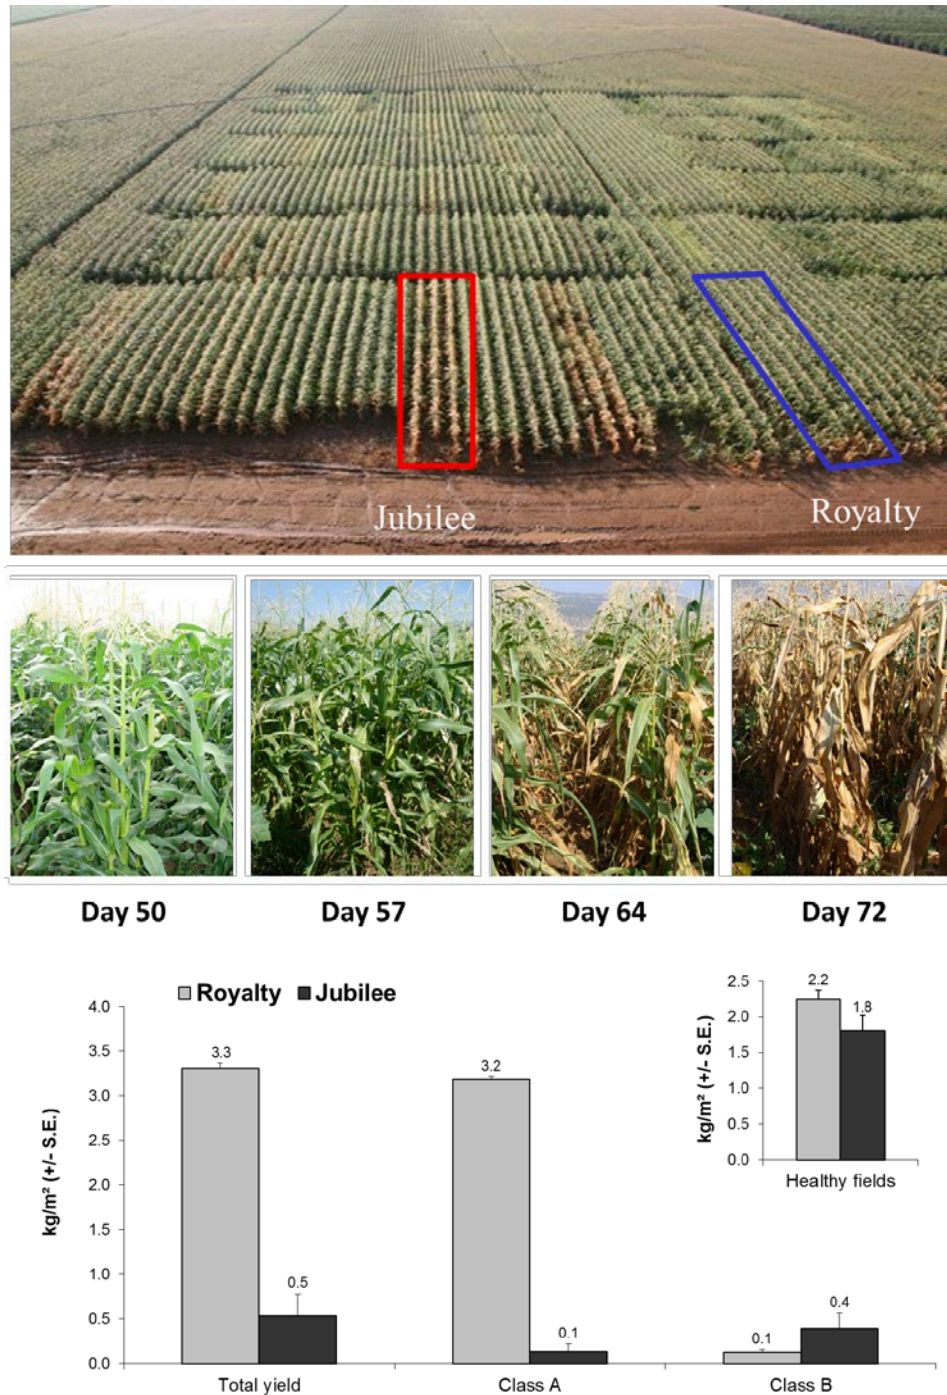 Jubilee
Royalty
Day 50
Day 57
Day 64
Day 72
Royalty Jubilee
kg/m² (+/- S.E.)
4.0
3.5
3.0
2.5
2.0
1.5
1.0
0.5
0.0
3.3
0.5
3.2
0.1
0.1
0.4
Total yield
Class A
Class B
kg/m² (+/- S.E.)
2.5
2.0
1.5
1.0
0.5
0.0
2.2
1.8
Healthy fields